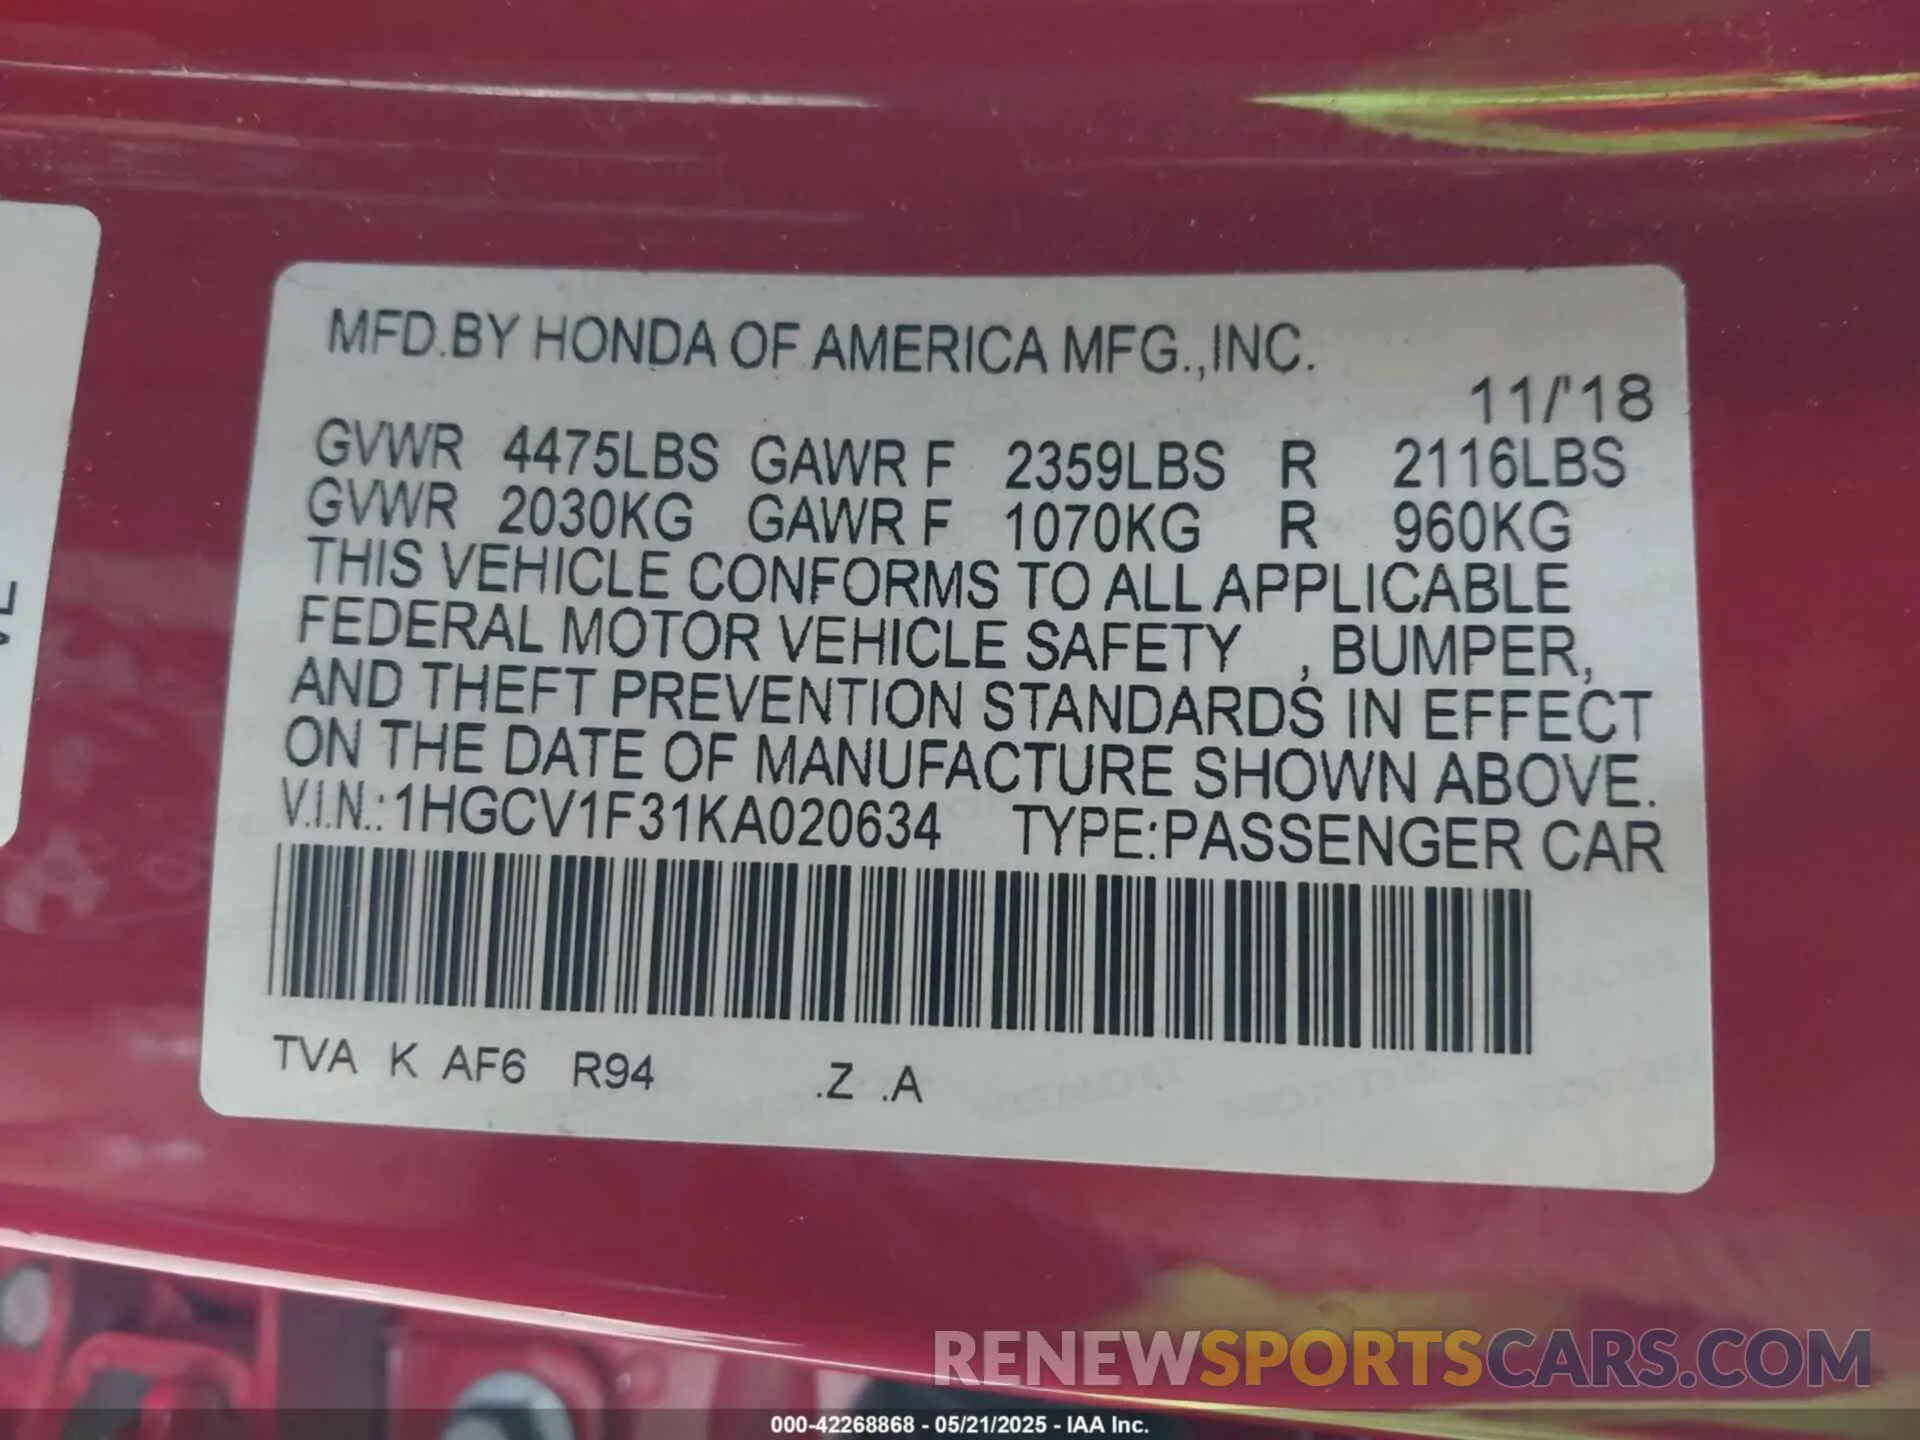 MFD.BY HONDA OF AMERICA MFG.,INC.
11/'18
GVWR 4475LBS GAWR F 2359LBS R 2116LBS
GVWR 2030KG GAWR F 1070KG R 960KG
THIS VEHICLE CONFORMS TO ALL APPLICABLE
FEDERAL MOTOR VEHICLE SAFETY , BUMPER,
AND THEFT PREVENTION STANDARDS IN EFFECT
ON THE DATE OF MANUFACTURE SHOWN ABOVE.
V.I.N.:1HGCV1F31KA020634 TYPE:PASSENGER CAR
TVA K AF6 R94 .Z .A
RENEWSPORTSCARS.COM
000-42268868 - 05/21/2025 - IAA Inc.